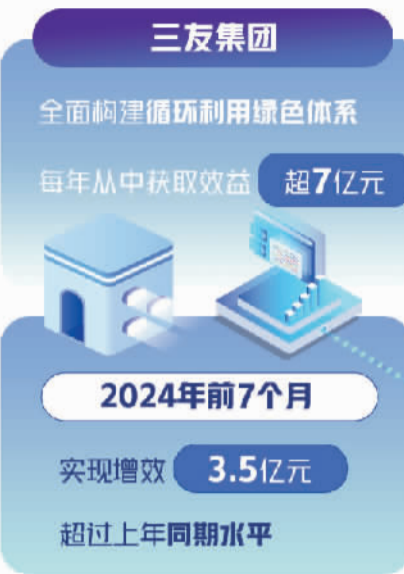 三友集团
全面构建循环利用绿色体系
每年从中获取效益 超7亿元
2024年前7个月
实现增效 3.5亿元
超过上年同期水平